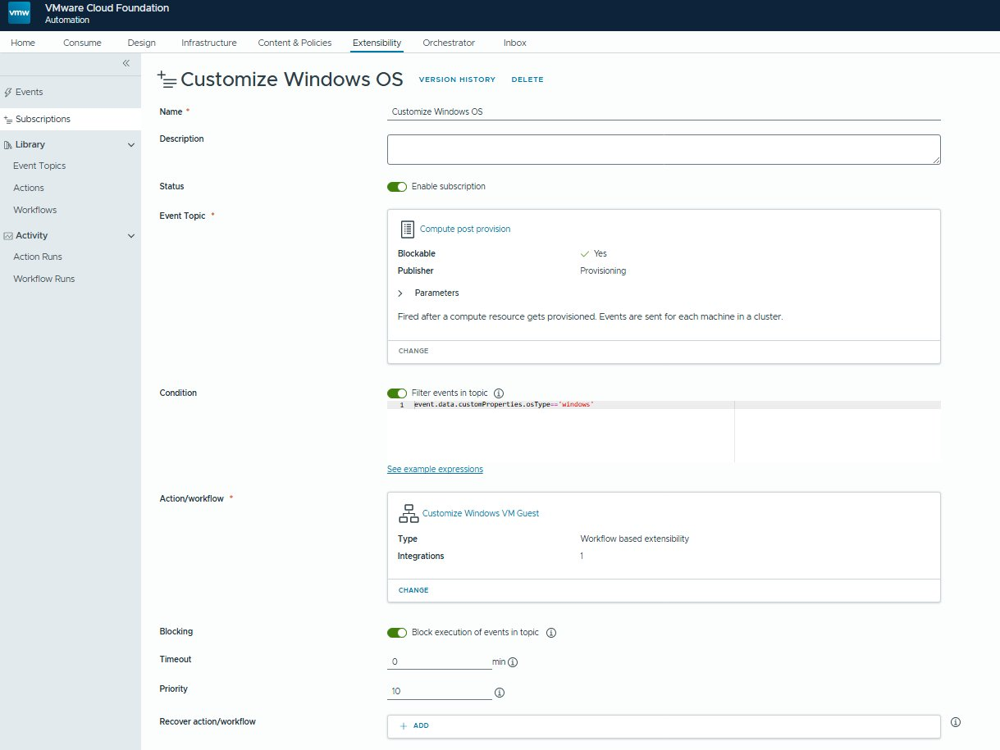 vmw
VMware Cloud Foundation
Automation
Home Consume Design Infrastructure Content & Policies Extensibility Orchestrator Inbox
Events
Subscriptions
Library
Event Topics
Actions
Workflows
Activity
Action Runs
Workflow Runs
Customize Windows OS VERSION HISTORY DELETE
Name * Customize Windows OS
Description
Status Enable subscription
Event Topic * Compute post provision
Blockable Yes
Publisher Provisioning
Parameters
Fired after a compute resource gets provisioned. Events are sent for each machine in a cluster.
CHANGE
Condition Filter events in topic
1 event.data.customProperties.osType=='windows'
See example expressions
Action/workflow * Customize Windows VM Guest
Type Workflow based extensibility
Integrations 1
CHANGE
Blocking Block execution of events in topic
Timeout 0 min
Priority 10
Recover action/workflow + ADD